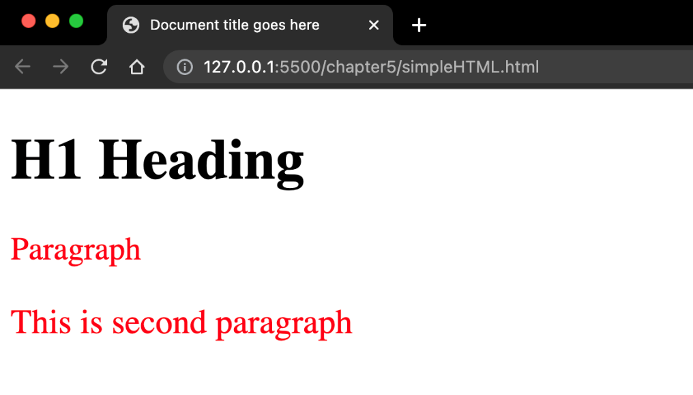 Document title goes here
127.0.0.1:5500/chapter5/simpleHTML.html
H1 Heading
Paragraph
This is second paragraph